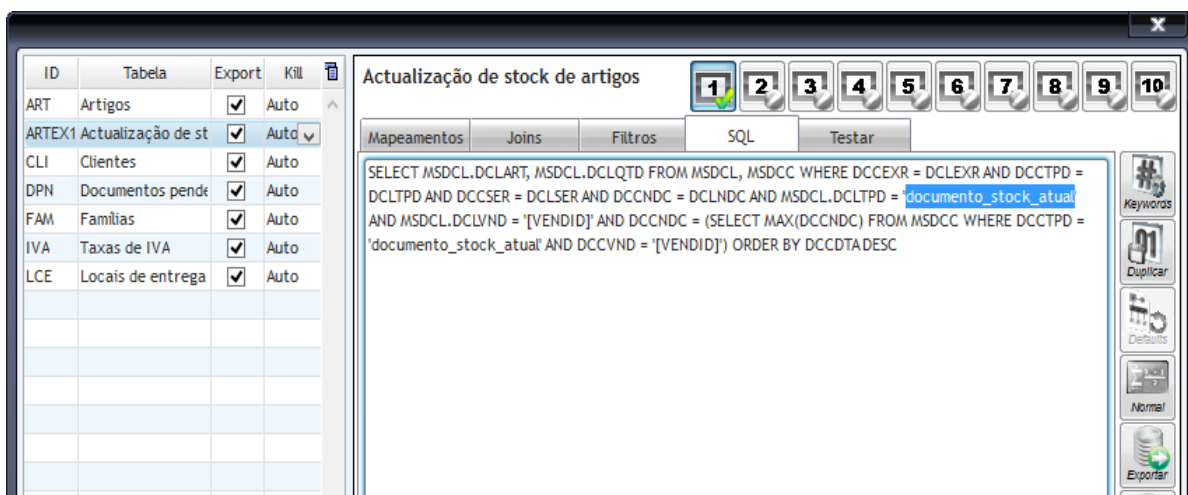 X
ID Tabela Export Kill
ART Artigos Auto
ARTEX1 Actualização de st Auto
CLI Clientes Auto
DPN Documentos pende Auto
FAM Famílias Auto
IVA Taxas de IVA Auto
LCE Locais de entrega Auto
Actualização de stock de artigos
1 2 3 4 5 6 7 8 9 10
Mapeamentos Joins Filtros SQL Testar
SELECT MSDCL.DCLART, MSDCL.DCLQTD FROM MSDCL, MSDCC WHERE DCCEXR = DCLEXR AND DCCTPD =
DCLTPD AND DCCSER = DCLSER AND DCCNDC = DCLNDC AND MSDCL.DCLTPD = 'documento_stock_atual'
AND MSDCL.DCLVND = '[VENDID]' AND DCCNDC = (SELECT MAX(DCCNDC) FROM MSDCC WHERE DCCTPD =
'documento_stock_atual' AND DCCVND = '[VENDID]') ORDER BY DCCDTA DESC
#
Keywords
01
Duplicar
Defaults
Normal
Exportar